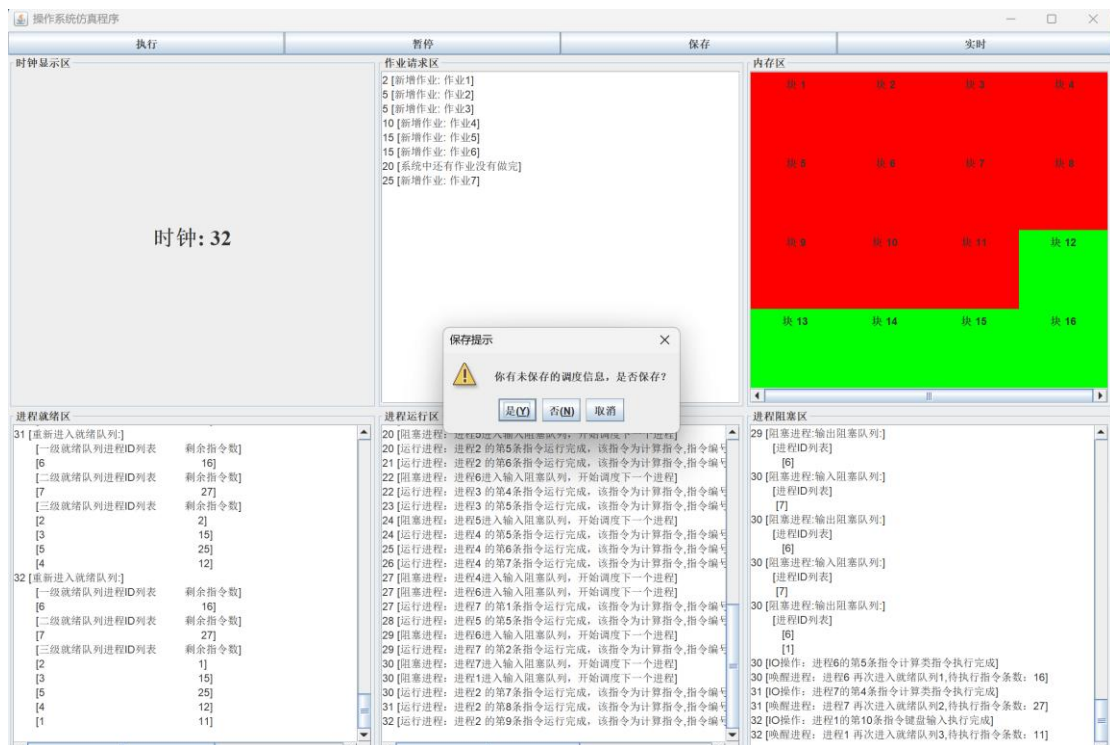 操作系统仿真程序
执行
暂停
保存
实时
时钟显示区
时钟: 32
作业请求区
2 [新增作业: 作业1]
5 [新增作业: 作业2]
5 [新增作业: 作业3]
10 [新增作业: 作业4]
15 [新增作业: 作业5]
15 [新增作业: 作业6]
20 [系统中还有作业没有做完]
25 [新增作业: 作业7]
内存区
块 1
块 2
块 3
块 4
块 5
块 6
块 7
块 8
块 9
块 10
块 11
块 12
块 13
块 14
块 15
块 16
保存提示
你有未保存的调度信息，是否保存?
是(Y)
否(N)
取消
进程就绪区
31 [重新进入就绪队列:]
[一级就绪队列进程ID列表 剩余指令数]
[6 16]
[二级就绪队列进程ID列表 剩余指令数]
[7 27]
[三级就绪队列进程ID列表 剩余指令数]
[2 2]
[3 15]
[5 25]
[4 12]
32 [重新进入就绪队列:]
[一级就绪队列进程ID列表 剩余指令数]
[6 16]
[二级就绪队列进程ID列表 剩余指令数]
[7 27]
[三级就绪队列进程ID列表 剩余指令数]
[2 1]
[3 15]
[5 25]
[4 12]
[1 11]
进程运行区
20 [阻塞进程: 进程5进入输入阻塞队列，开始调度下一个进程]
20 [运行进程: 进程2 的第5条指令运行完成，该指令为计算指令,指令编号
21 [运行进程: 进程2 的第6条指令运行完成，该指令为计算指令,指令编号
22 [阻塞进程: 进程6进入输入阻塞队列，开始调度下一个进程]
22 [运行进程: 进程3 的第4条指令运行完成，该指令为计算指令,指令编号
23 [运行进程: 进程3 的第5条指令运行完成，该指令为计算指令,指令编号
24 [阻塞进程: 进程5进入输入阻塞队列，开始调度下一个进程]
24 [运行进程: 进程4 的第5条指令运行完成，该指令为计算指令,指令编号
25 [运行进程: 进程4 的第6条指令运行完成，该指令为计算指令,指令编号
26 [运行进程: 进程4 的第7条指令运行完成，该指令为计算指令,指令编号
27 [阻塞进程: 进程4进入输入阻塞队列，开始调度下一个进程]
27 [阻塞进程: 进程6进入输入阻塞队列，开始调度下一个进程]
27 [运行进程: 进程7 的第1条指令运行完成，该指令为计算指令,指令编号
28 [运行进程: 进程5 的第5条指令运行完成，该指令为计算指令,指令编号
29 [阻塞进程: 进程6进入输入阻塞队列，开始调度下一个进程]
29 [运行进程: 进程7 的第2条指令运行完成，该指令为计算指令,指令编号
30 [阻塞进程: 进程7进入输入阻塞队列，开始调度下一个进程]
30 [阻塞进程: 进程1进入输入阻塞队列，开始调度下一个进程]
30 [运行进程: 进程2 的第7条指令运行完成，该指令为计算指令,指令编号
31 [运行进程: 进程2 的第8条指令运行完成，该指令为计算指令,指令编号
32 [运行进程: 进程2 的第9条指令运行完成，该指令为计算指令,指令编号
进程阻塞区
29 [阻塞进程:输出阻塞队列:]
[进程ID列表]
[6]
30 [阻塞进程:输入阻塞队列:]
[进程ID列表]
[7]
30 [阻塞进程:输出阻塞队列:]
[进程ID列表]
[6]
30 [阻塞进程:输入阻塞队列:]
[进程ID列表]
[7]
30 [阻塞进程:输出阻塞队列:]
[进程ID列表]
[6]
[1]
30 [IO操作: 进程6的第5条指令计算类指令执行完成]
30 [唤醒进程: 进程6 再次进入就绪队列1,待执行指令条数: 16]
31 [IO操作: 进程7的第4条指令计算类指令执行完成]
31 [唤醒进程: 进程7 再次进入就绪队列2,待执行指令条数: 27]
32 [IO操作: 进程1的第10条指令键盘输入执行完成]
32 [唤醒进程: 进程1 再次进入就绪队列3,待执行指令条数: 11]